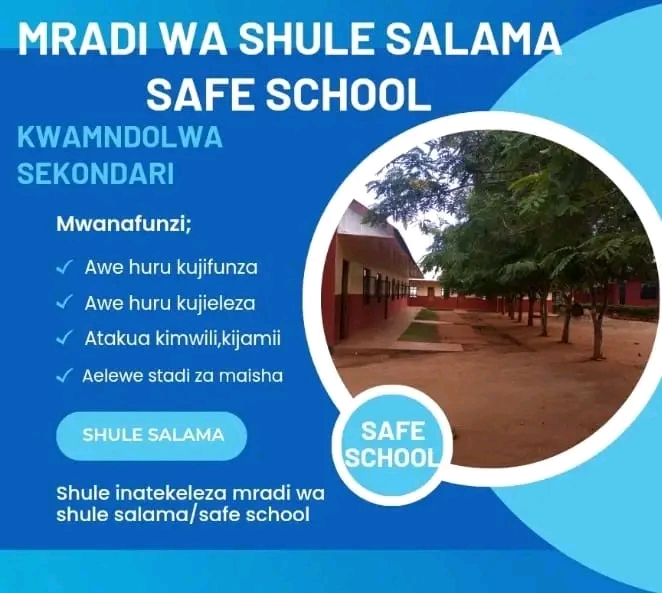 MRADI WA SHULE SALAMA
SAFE SCHOOL
KWAMNDOLWA
SEKONDARI
Mwanafunzi;
Awe huru kujifunza
Awe huru kujieleza
Atakua kimwili,kijamii
Aelewe stadi za maisha
SHULE SALAMA
SAFE
SCHOOL
Shule inatekeleza mradi wa
shule salama/safe school